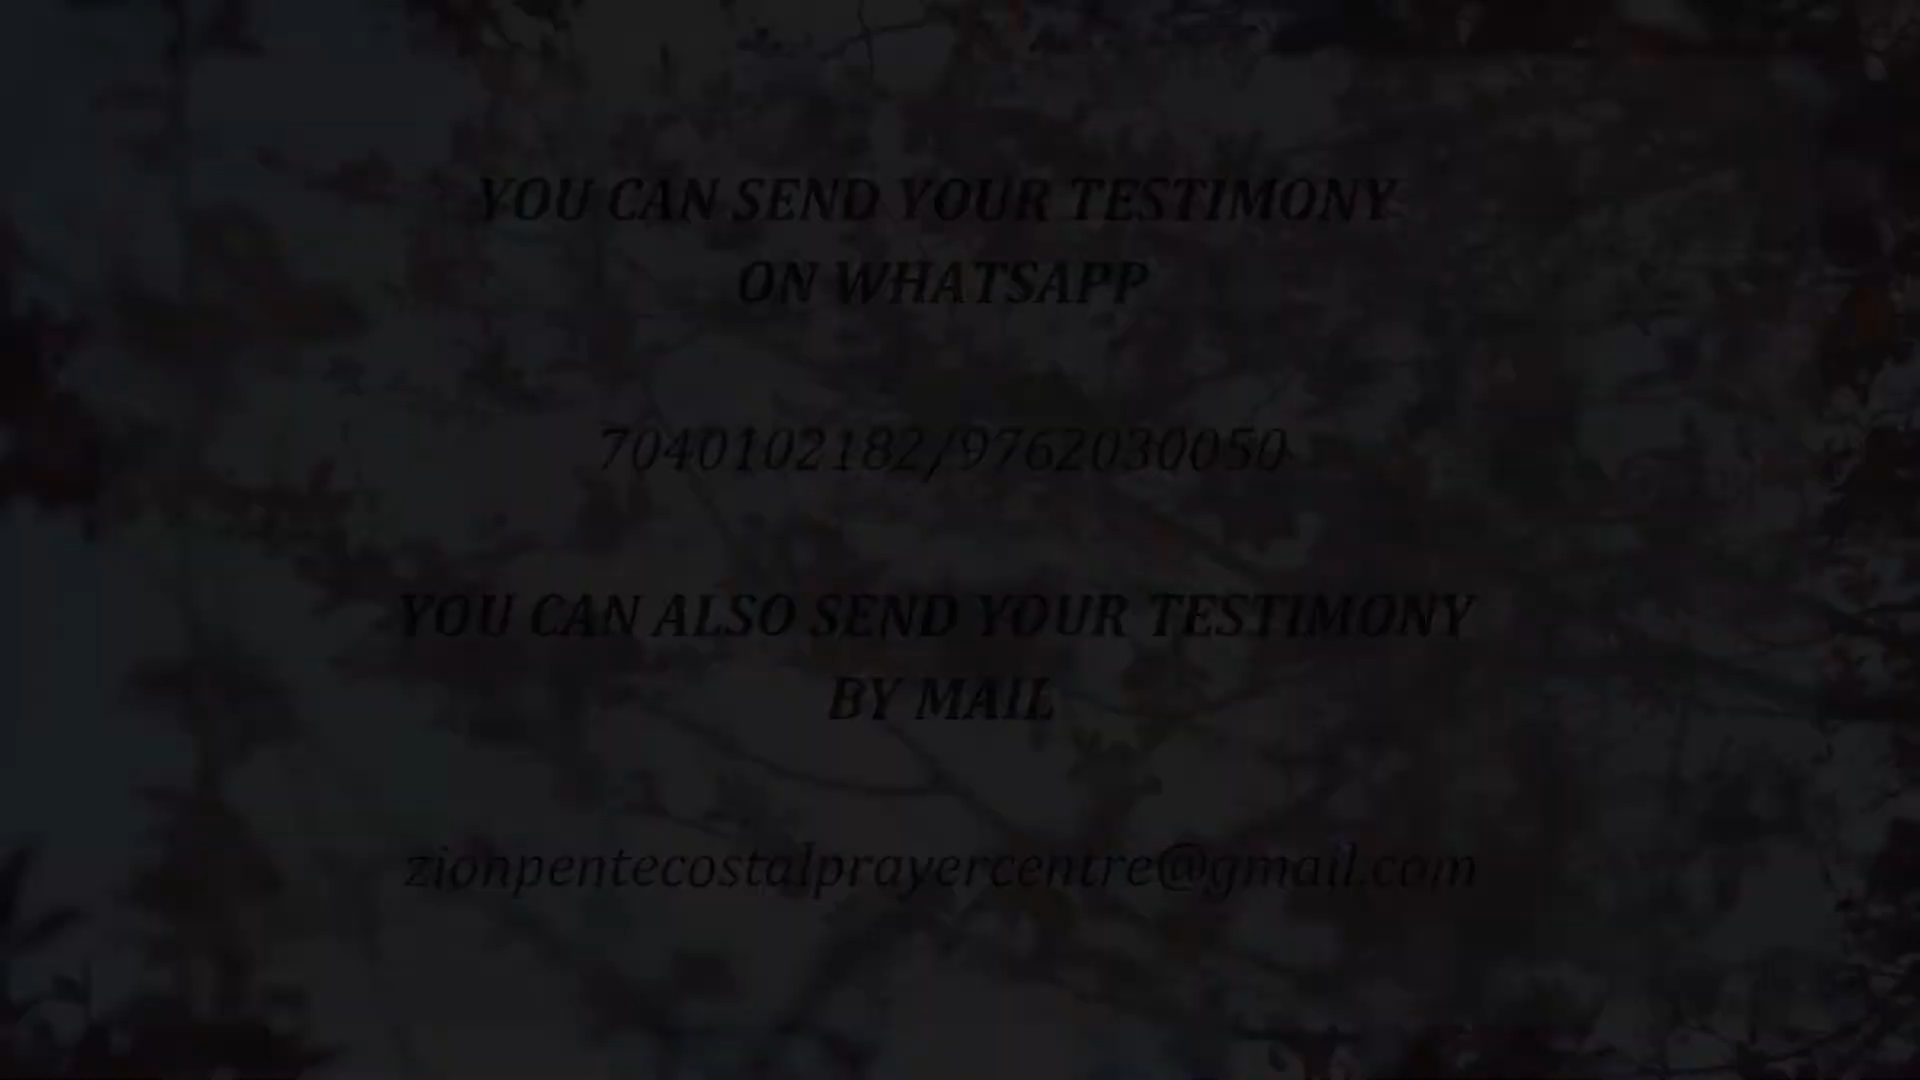 YOU CAN SEND YOUR TESTIMONY
ON WHATSAPP
7040102182/9762030050
YOU CAN ALSO SEND YOUR TESTIMONY
BY MAIL
zionpentecostalprayercentre@gmail.com